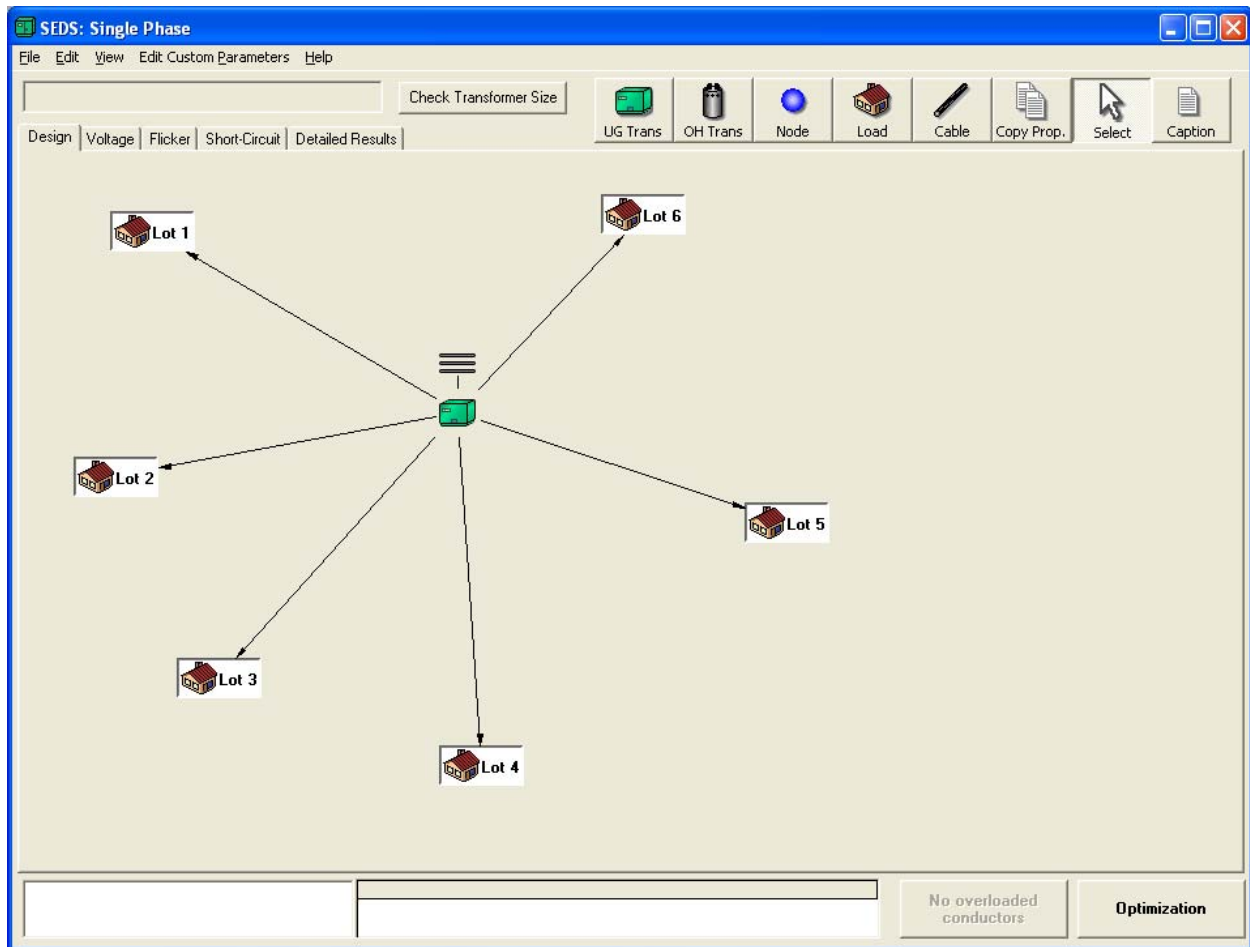 SEDS: Single Phase
File Edit View Edit Custom Parameters Help
Check Transformer Size
UG Trans OH Trans Node Load Cable Copy Prop. Select Caption
Design Voltage Flicker Short-Circuit Detailed Results
Lot 1
Lot 6
Lot 2
Lot 5
Lot 3
Lot 4
No overloaded
conductors
Optimization